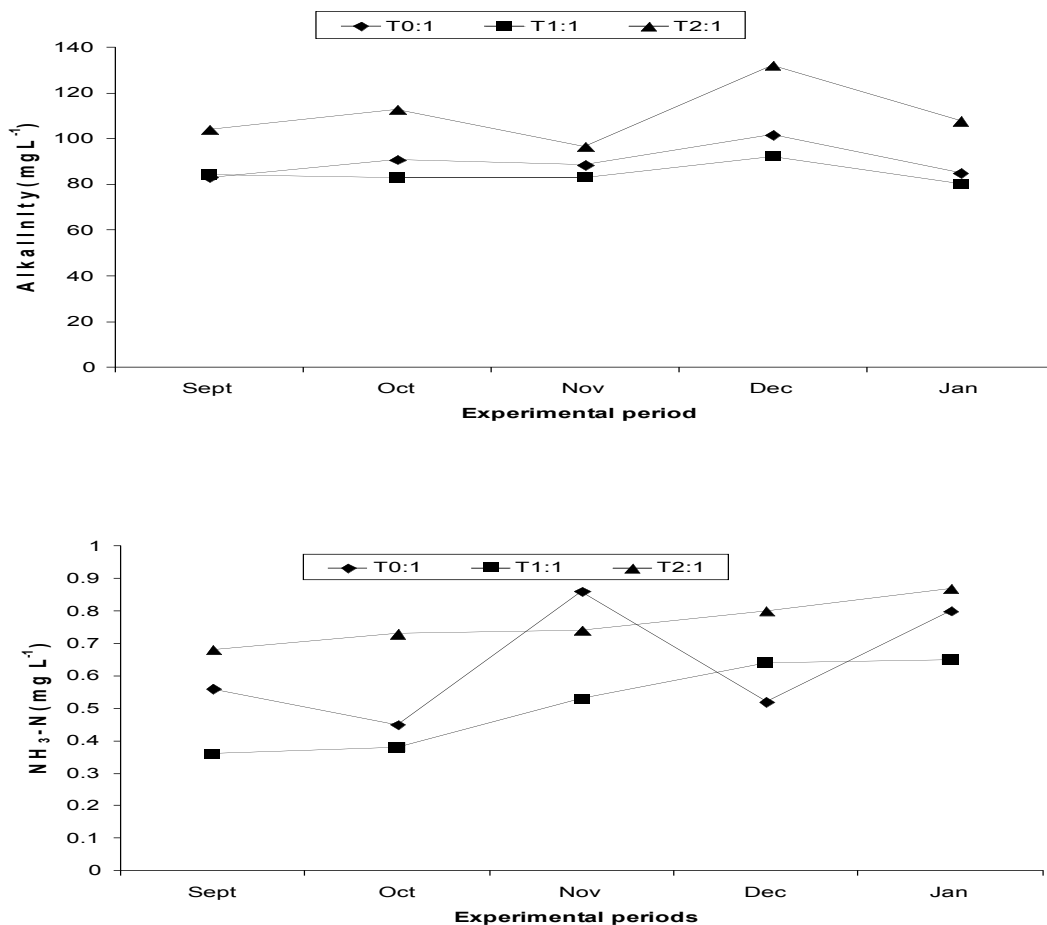 T0:1 T1:1 T2:1
140
120
100
80
60
40
20
0
Alkalinity(mgL-1)
Sept Oct Nov Dec Jan
Experimental period
1
0.9
0.8
0.7
0.6
0.5
0.4
0.3
0.2
0.1
0
T0:1 T1:1 T2:1
NH3-N(mg L-1)
Sept Oct Nov Dec Jan
Experimental periods